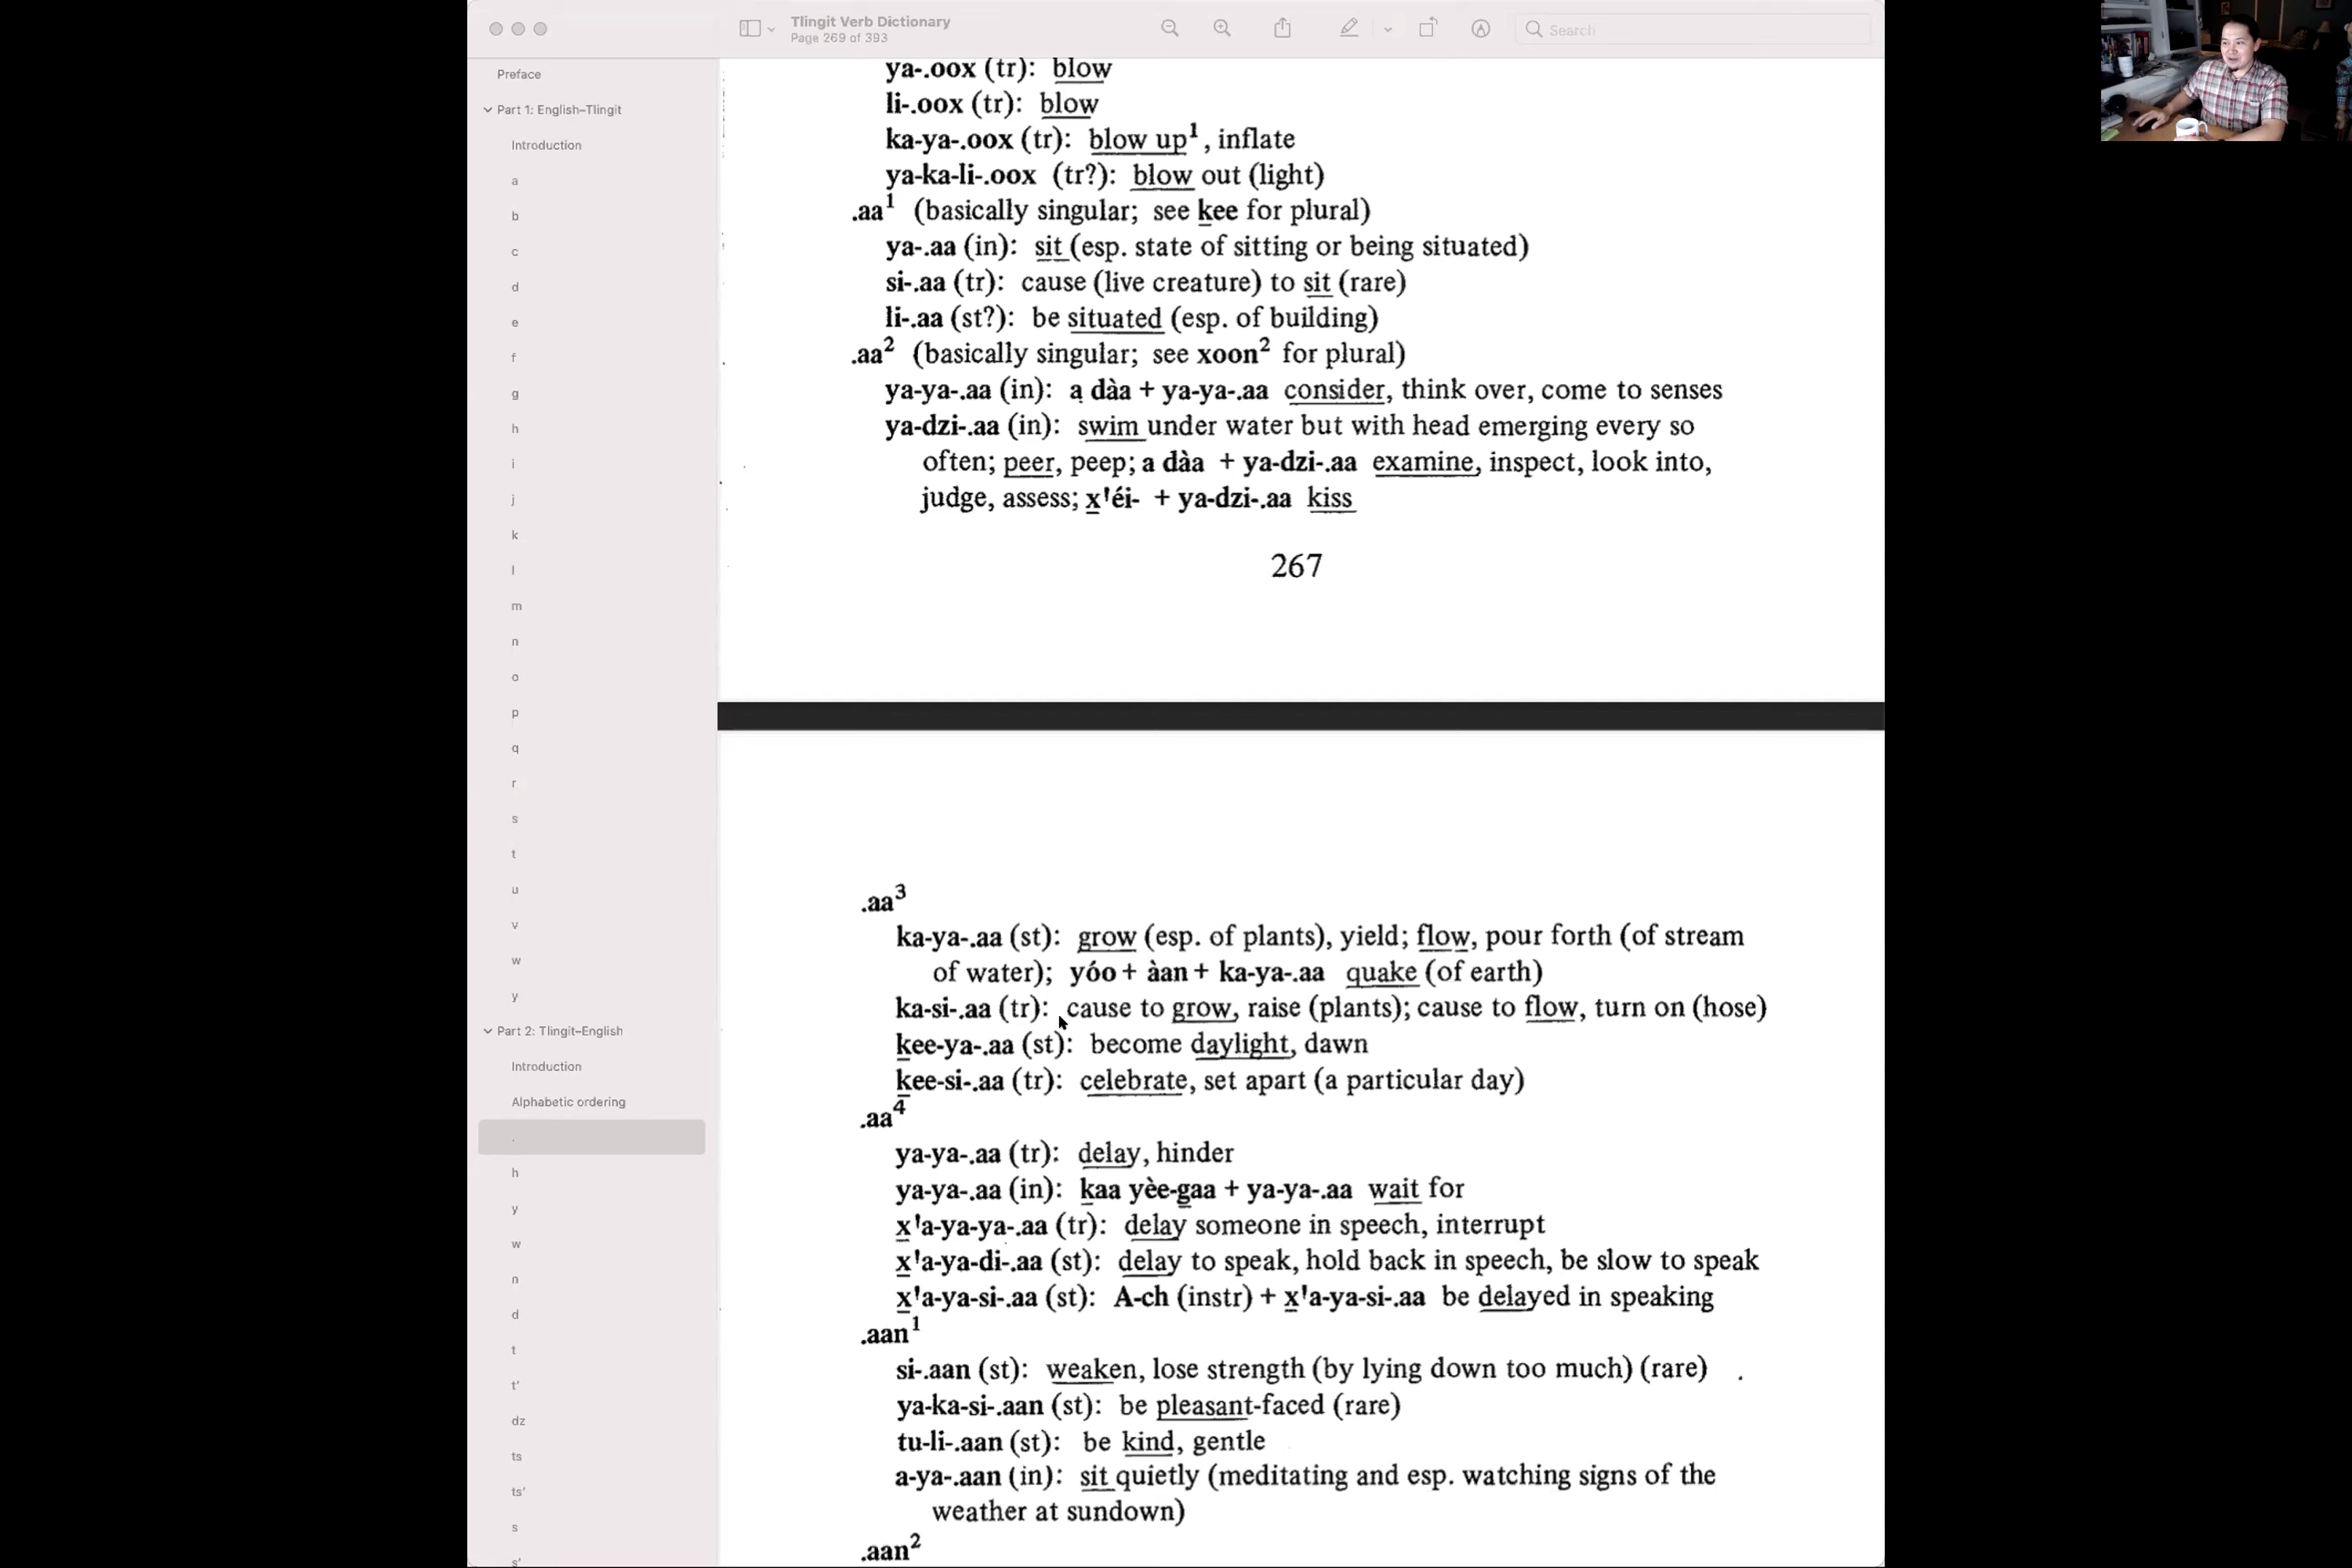 Tlingit Verb Dictionary
Page 269 of 393
Search
Preface
Part 1: English–Tlingit
Introduction
a
b
c
d
e
f
g
h
i
j
k
l
m
n
o
p
q
r
s
t
u
v
w
y
Part 2: Tlingit–English
Introduction
Alphabetic ordering
.
h
y
w
n
d
t
t'
dz
ts
ts'
s
s'
ya-.oox (tr): blow
li-.oox (tr): blow
ka-ya-.oox (tr): blow up¹, inflate
ya-ka-li-.oox (tr?): blow out (light)
.aa¹ (basically singular; see ḵee for plural)
ya-.aa (in): sit (esp. state of sitting or being situated)
si-.aa (tr): cause (live creature) to sit (rare)
li-.aa (st?): be situated (esp. of building)
.aa² (basically singular; see xoon² for plural)
ya-ya-.aa (in): a̱ dàa + ya-ya-.aa consider, think over, come to senses
ya-dzi-.aa (in): swim under water but with head emerging every so
often; peer, peep; a dàa + ya-dzi-.aa examine, inspect, look into,
judge, assess; x̱'éi- + ya-dzi-.aa kiss
267
.aa³
ka-ya-.aa (st): grow (esp. of plants), yield; flow, pour forth (of stream
of water); yóo + àan + ka-ya-.aa quake (of earth)
ka-si-.aa (tr): cause to grow, raise (plants); cause to flow, turn on (hose)
ḵee-ya-.aa (st): become daylight, dawn
ḵee-si-.aa (tr): celebrate, set apart (a particular day)
.aa⁴
ya-ya-.aa (tr): delay, hinder
ya-ya-.aa (in): ḵaa yèe-g̱aa + ya-ya-.aa wait for
x̱'a-ya-ya-.aa (tr): delay someone in speech, interrupt
x̱'a-ya-di-.aa (st): delay to speak, hold back in speech, be slow to speak
x̱'a-ya-si-.aa (st): A-ch (instr) + x̱'a-ya-si-.aa be delayed in speaking
.aan¹
si-.aan (st): weaken, lose strength (by lying down too much) (rare)
ya-ka-si-.aan (st): be pleasant-faced (rare)
tu-li-.aan (st): be kind, gentle
a-ya-.aan (in): sit quietly (meditating and esp. watching signs of the
weather at sundown)
.aan²